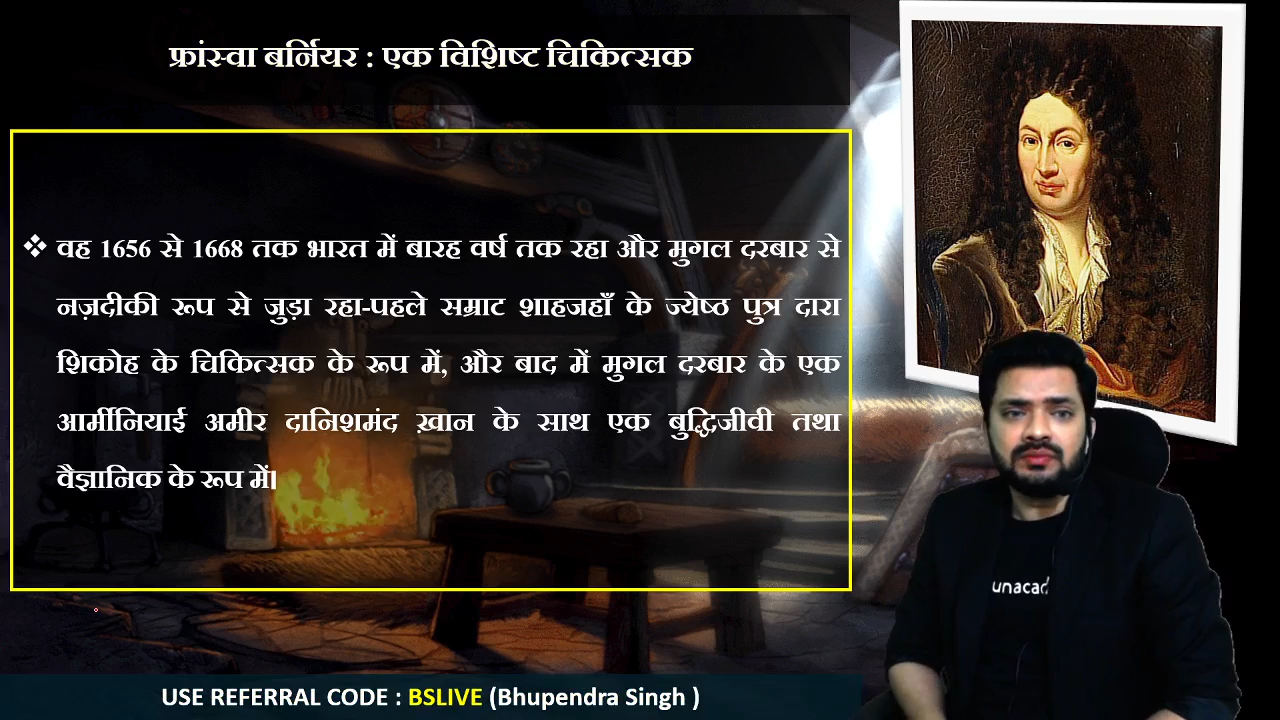 फ्रांस्वा बर्नियर : एक विशिष्ट चिकित्सक
❖ वह 1656 से 1668 तक भारत में बारह वर्ष तक रहा और मुगल दरबार से
नज़दीकी रूप से जुड़ा रहा-पहले सम्राट शाहजहाँ के ज्येष्ठ पुत्र दारा
शिकोह के चिकित्सक के रूप में, और बाद में मुगल दरबार के एक
आर्मीनियाई अमीर दानिशमंद ख़ान के साथ एक बुद्धिजीवी तथा
वैज्ञानिक के रूप में।
unacad
USE REFERRAL CODE : BSLIVE (Bhupendra Singh )